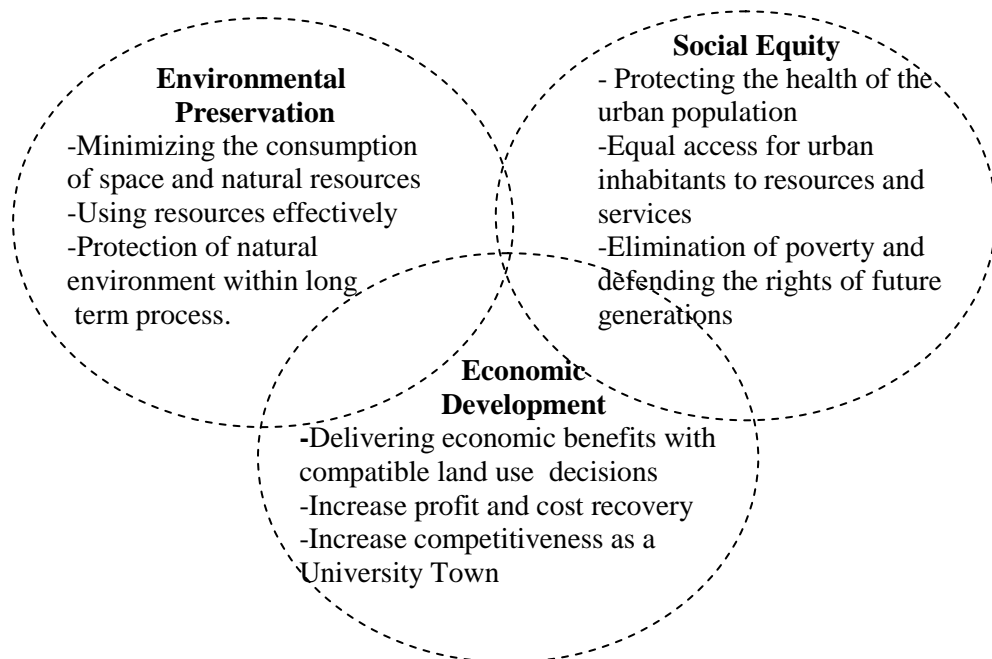 Environmental
Preservation
-Minimizing the consumption
of space and natural resources
-Using resources effectively
-Protection of natural
environment within long
term process.
Social Equity
- Protecting the health of the
urban population
-Equal access for urban
inhabitants to resources and
services
-Elimination of poverty and
defending the rights of future
generations
Economic
Development
-Delivering economic benefits with
compatible land use decisions
-Increase profit and cost recovery
-Increase competitiveness as a
University Town